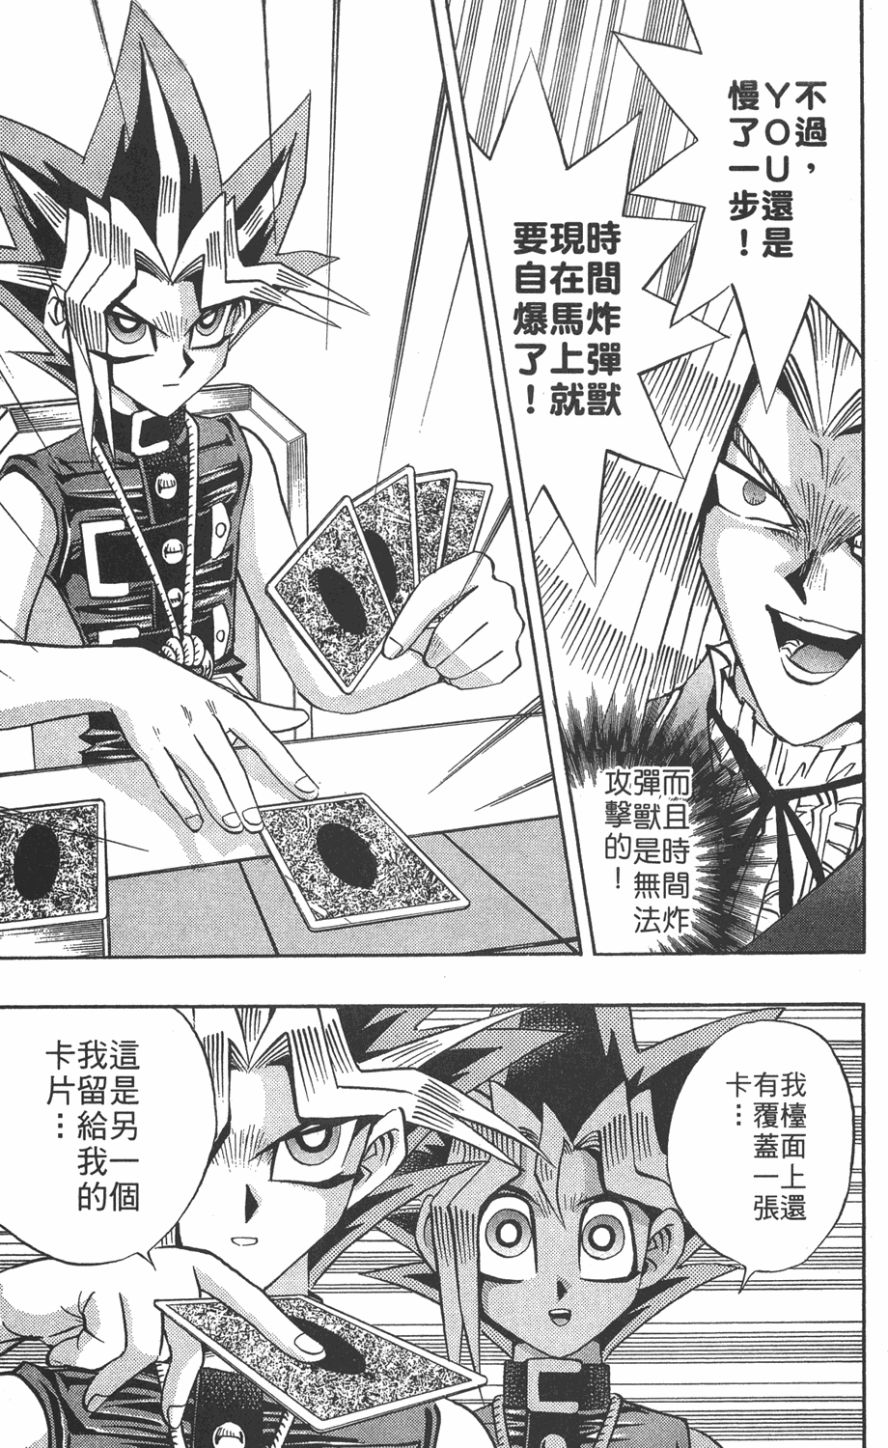 不過，
ＹＯＵ還是
慢了一步！
時間炸彈獸
現在馬上就
要自爆了！
而且時間炸
彈獸是無法
攻擊的！
我檯面上還
有覆蓋一張
卡…
這是另一個
我留給我的
卡片…